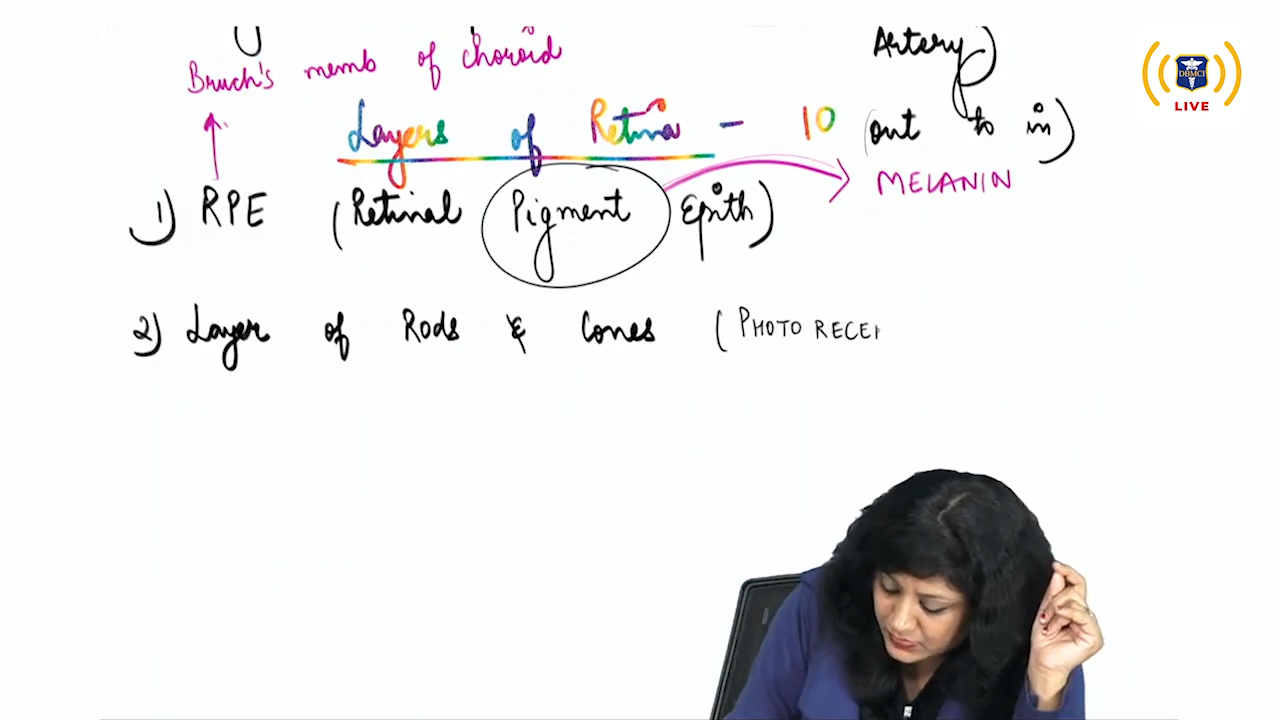 Artery)
Bruch's memb of choroid
Layers of Retina - 10 (out to in)
1) RPE (Retinal Pigment Epith) MELANIN
2) Layer of Rods & Cones (PHOTO RECEP
DBMCI
LIVE